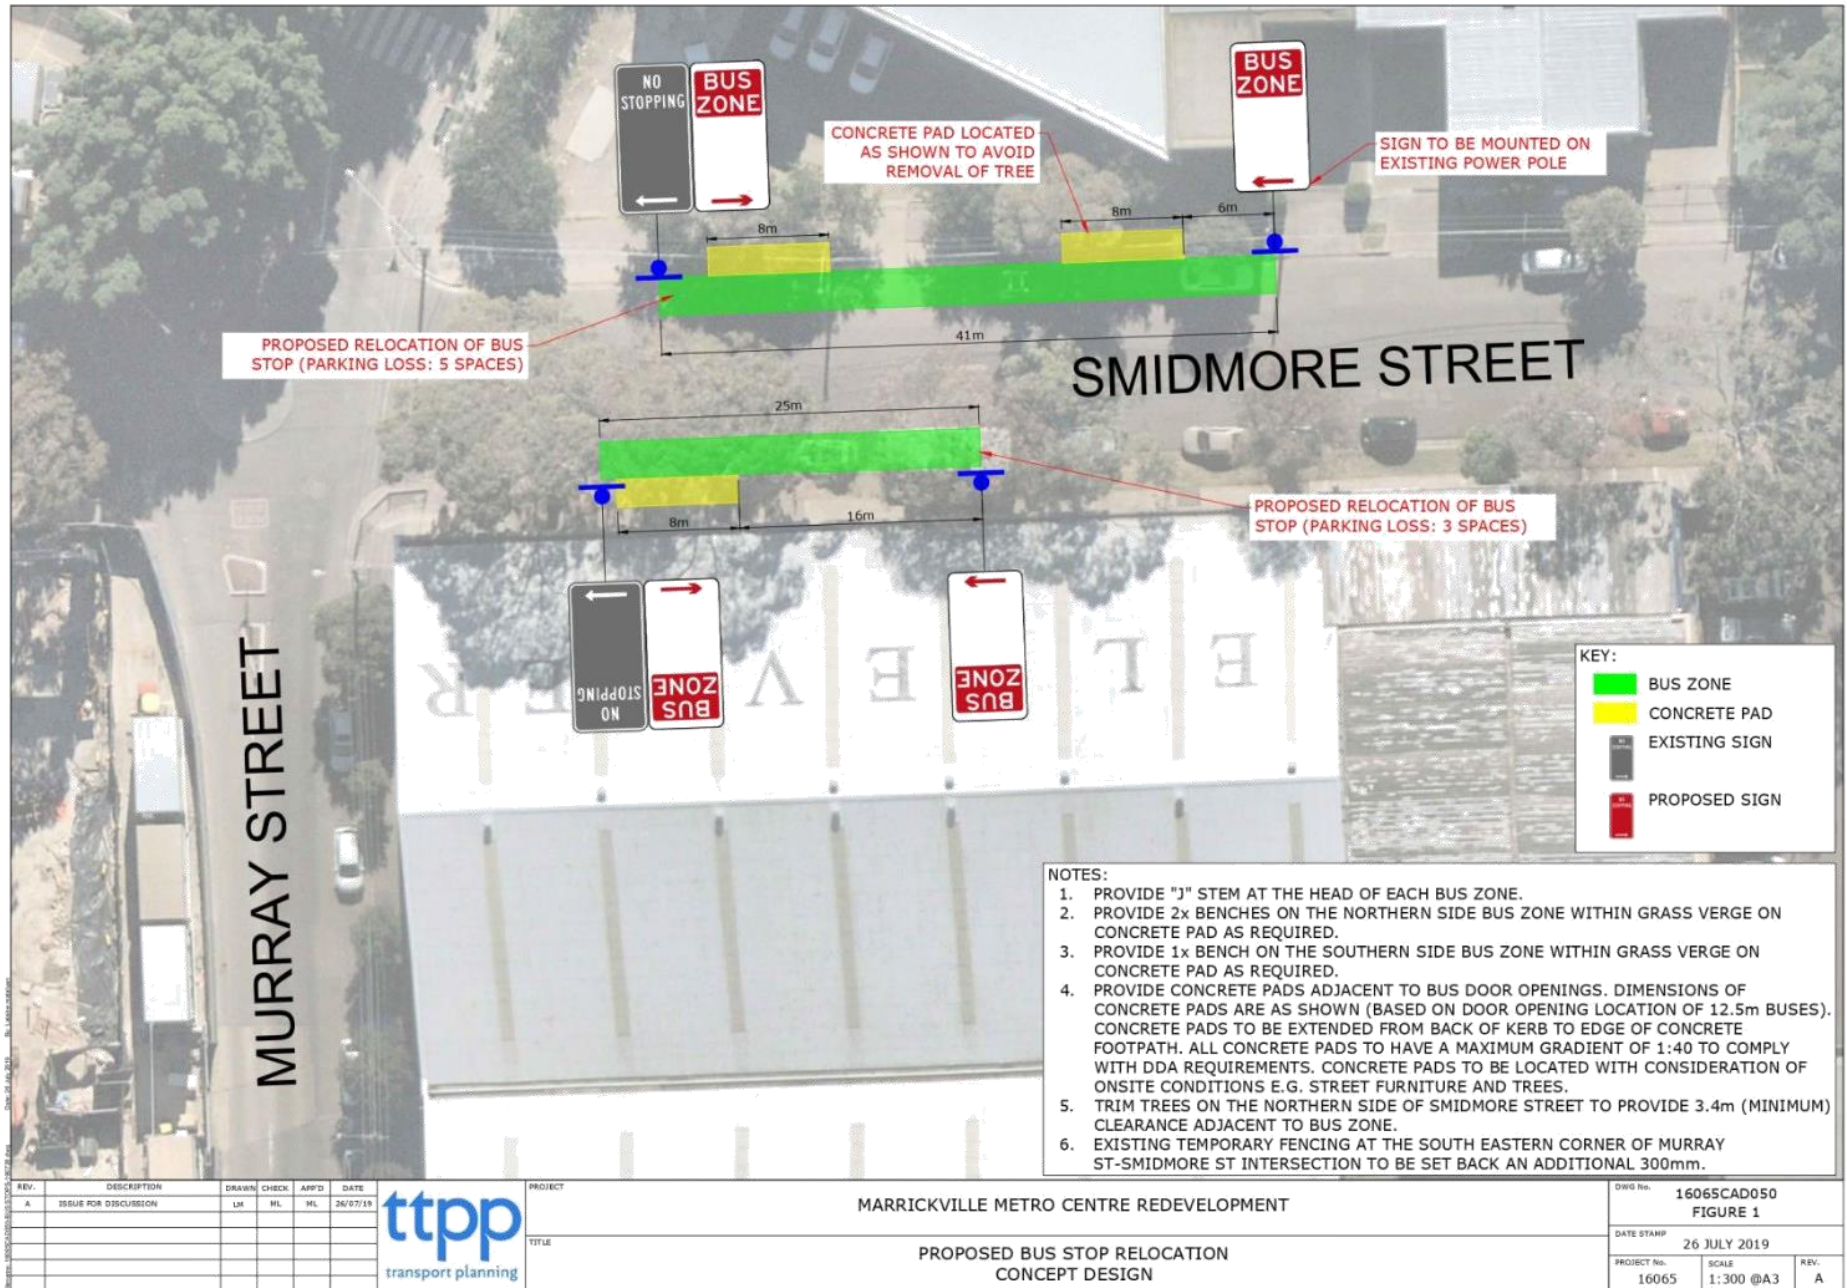 NO
STOPPING
BUS
ZONE
BUS
ZONE
CONCRETE PAD LOCATED
AS SHOWN TO AVOID
REMOVAL OF TREE
SIGN TO BE MOUNTED ON
EXISTING POWER POLE
8m
8m
6m
PROPOSED RELOCATION OF BUS
STOP (PARKING LOSS: 5 SPACES)
41m
SMIDMORE STREET
25m
PROPOSED RELOCATION OF BUS
STOP (PARKING LOSS: 3 SPACES)
8m
16m
NO
STOPPING
BUS
ZONE
BUS
ZONE
MURRAY STREET
KEY:
BUS ZONE
CONCRETE PAD
EXISTING SIGN
PROPOSED SIGN
NOTES:
1. PROVIDE "J" STEM AT THE HEAD OF EACH BUS ZONE.
2. PROVIDE 2x BENCHES ON THE NORTHERN SIDE BUS ZONE WITHIN GRASS VERGE ON
CONCRETE PAD AS REQUIRED.
3. PROVIDE 1x BENCH ON THE SOUTHERN SIDE BUS ZONE WITHIN GRASS VERGE ON
CONCRETE PAD AS REQUIRED.
4. PROVIDE CONCRETE PADS ADJACENT TO BUS DOOR OPENINGS. DIMENSIONS OF
CONCRETE PADS ARE AS SHOWN (BASED ON DOOR OPENING LOCATION OF 12.5m BUSES).
CONCRETE PADS TO BE EXTENDED FROM BACK OF KERB TO EDGE OF CONCRETE
FOOTPATH. ALL CONCRETE PADS TO HAVE A MAXIMUM GRADIENT OF 1:40 TO COMPLY
WITH DDA REQUIREMENTS. CONCRETE PADS TO BE LOCATED WITH CONSIDERATION OF
ONSITE CONDITIONS E.G. STREET FURNITURE AND TREES.
5. TRIM TREES ON THE NORTHERN SIDE OF SMIDMORE STREET TO PROVIDE 3.4m (MINIMUM)
CLEARANCE ADJACENT TO BUS ZONE.
6. EXISTING TEMPORARY FENCING AT THE SOUTH EASTERN CORNER OF MURRAY
ST-SMIDMORE ST INTERSECTION TO BE SET BACK AN ADDITIONAL 300mm.
REV. DESCRIPTION DRAWN CHECK APP'D DATE
A ISSUE FOR DISCUSSION LM ML ML 26/07/19
ttpp
transport planning
PROJECT
MARRICKVILLE METRO CENTRE REDEVELOPMENT
TITLE
PROPOSED BUS STOP RELOCATION
CONCEPT DESIGN
DWG No.
16065CAD050
FIGURE 1
DATE STAMP
26 JULY 2019
PROJECT No. SCALE REV.
16065 1:300 @A3 A